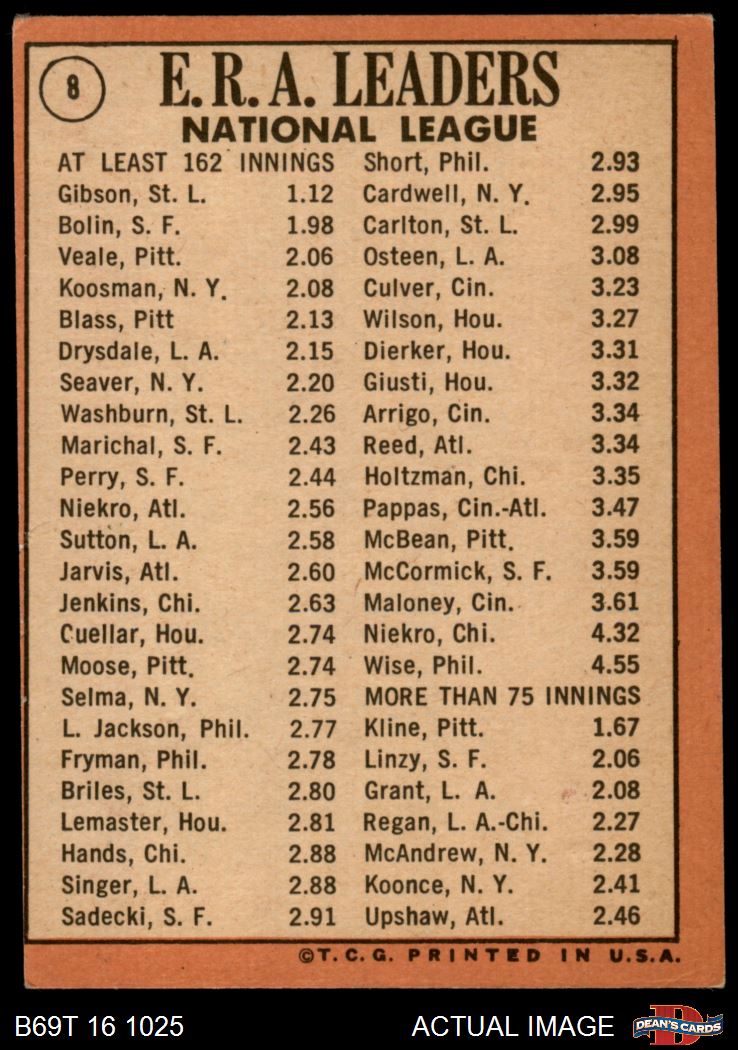 8
E.R.A. LEADERS
NATIONAL LEAGUE
AT LEAST 162 INNINGS
Gibson, St. L. 1.12
Bolin, S. F. 1.98
Veale, Pitt. 2.06
Koosman, N. Y. 2.08
Blass, Pitt 2.13
Drysdale, L. A. 2.15
Seaver, N. Y. 2.20
Washburn, St. L. 2.26
Marichal, S. F. 2.43
Perry, S. F. 2.44
Niekro, Atl. 2.56
Sutton, L. A. 2.58
Jarvis, Atl. 2.60
Jenkins, Chi. 2.63
Cuellar, Hou. 2.74
Moose, Pitt. 2.74
Selma, N. Y. 2.75
L. Jackson, Phil. 2.77
Fryman, Phil. 2.78
Briles, St. L. 2.80
Lemaster, Hou. 2.81
Hands, Chi. 2.88
Singer, L. A. 2.88
Sadecki, S. F. 2.91
Short, Phil. 2.93
Cardwell, N. Y. 2.95
Carlton, St. L. 2.99
Osteen, L. A. 3.08
Culver, Cin. 3.23
Wilson, Hou. 3.27
Dierker, Hou. 3.31
Giusti, Hou. 3.32
Arrigo, Cin. 3.34
Reed, Atl. 3.34
Holtzman, Chi. 3.35
Pappas, Cin.-Atl. 3.47
McBean, Pitt. 3.59
McCormick, S. F. 3.59
Maloney, Cin. 3.61
Niekro, Chi. 4.32
Wise, Phil. 4.55
MORE THAN 75 INNINGS
Kline, Pitt. 1.67
Linzy, S. F. 2.06
Grant, L. A. 2.08
Regan, L. A.-Chi. 2.27
McAndrew, N. Y. 2.28
Koonce, N. Y. 2.41
Upshaw, Atl. 2.46
©T. C. G. PRINTED IN U.S.A.
B69T 16 1025
ACTUAL IMAGE
D
DEAN'S CARDS